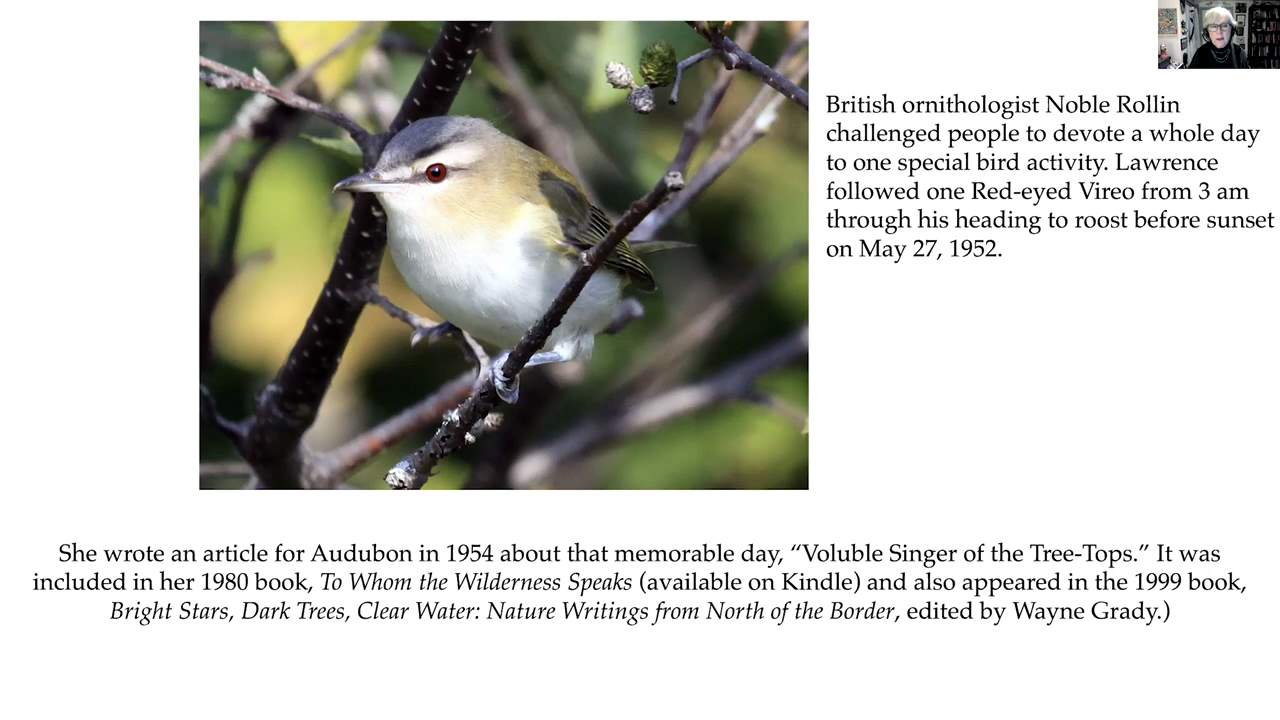 British ornithologist Noble Rollin
challenged people to devote a whole day
to one special bird activity. Lawrence
followed one Red-eyed Vireo from 3 am
through his heading to roost before sunset
on May 27, 1952.
She wrote an article for Audubon in 1954 about that memorable day, “Voluble Singer of the Tree-Tops.” It was
included in her 1980 book, To Whom the Wilderness Speaks (available on Kindle) and also appeared in the 1999 book,
Bright Stars, Dark Trees, Clear Water: Nature Writings from North of the Border, edited by Wayne Grady.)